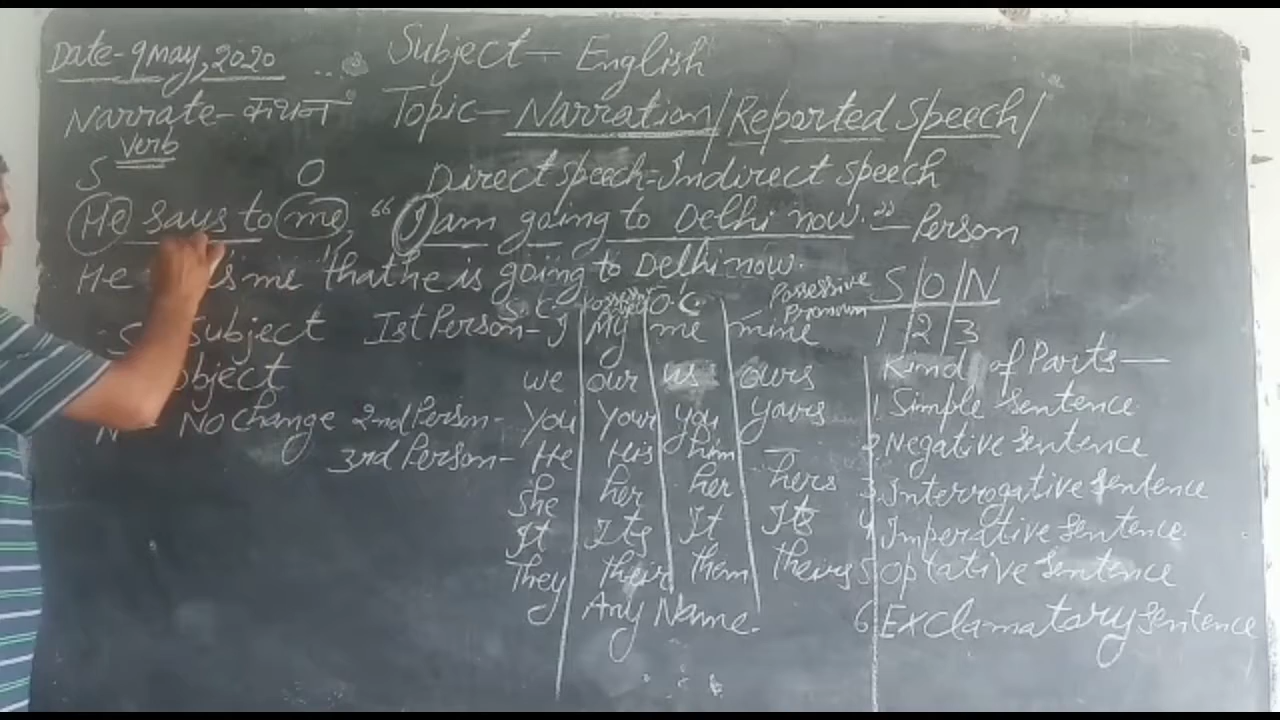 Date-9may,2020
Subject- English
Narrate-कथन
Topic- Narration/Reported Speech/
Verb
S O
Direct speech-Indirect speech
He says to me, "I am going to Delhi now."-Person
He me that he is going to Delhi now.
S O N
1 2 3
S.C. O.C Possessive Pronoun
S Subject Ist Person- I my me mine
Object we our us ours
N No change 2nd Person- you your you yours
3rd Person- He His him -
she her her hers
It Its It Its
They their them theirs
Any Name.
Kind of Parts-
1. Simple sentence
2. Negative sentence
3. Interrogative sentence
4. Imperative sentence.
5. Optative sentence
6. Exclamatory sentence